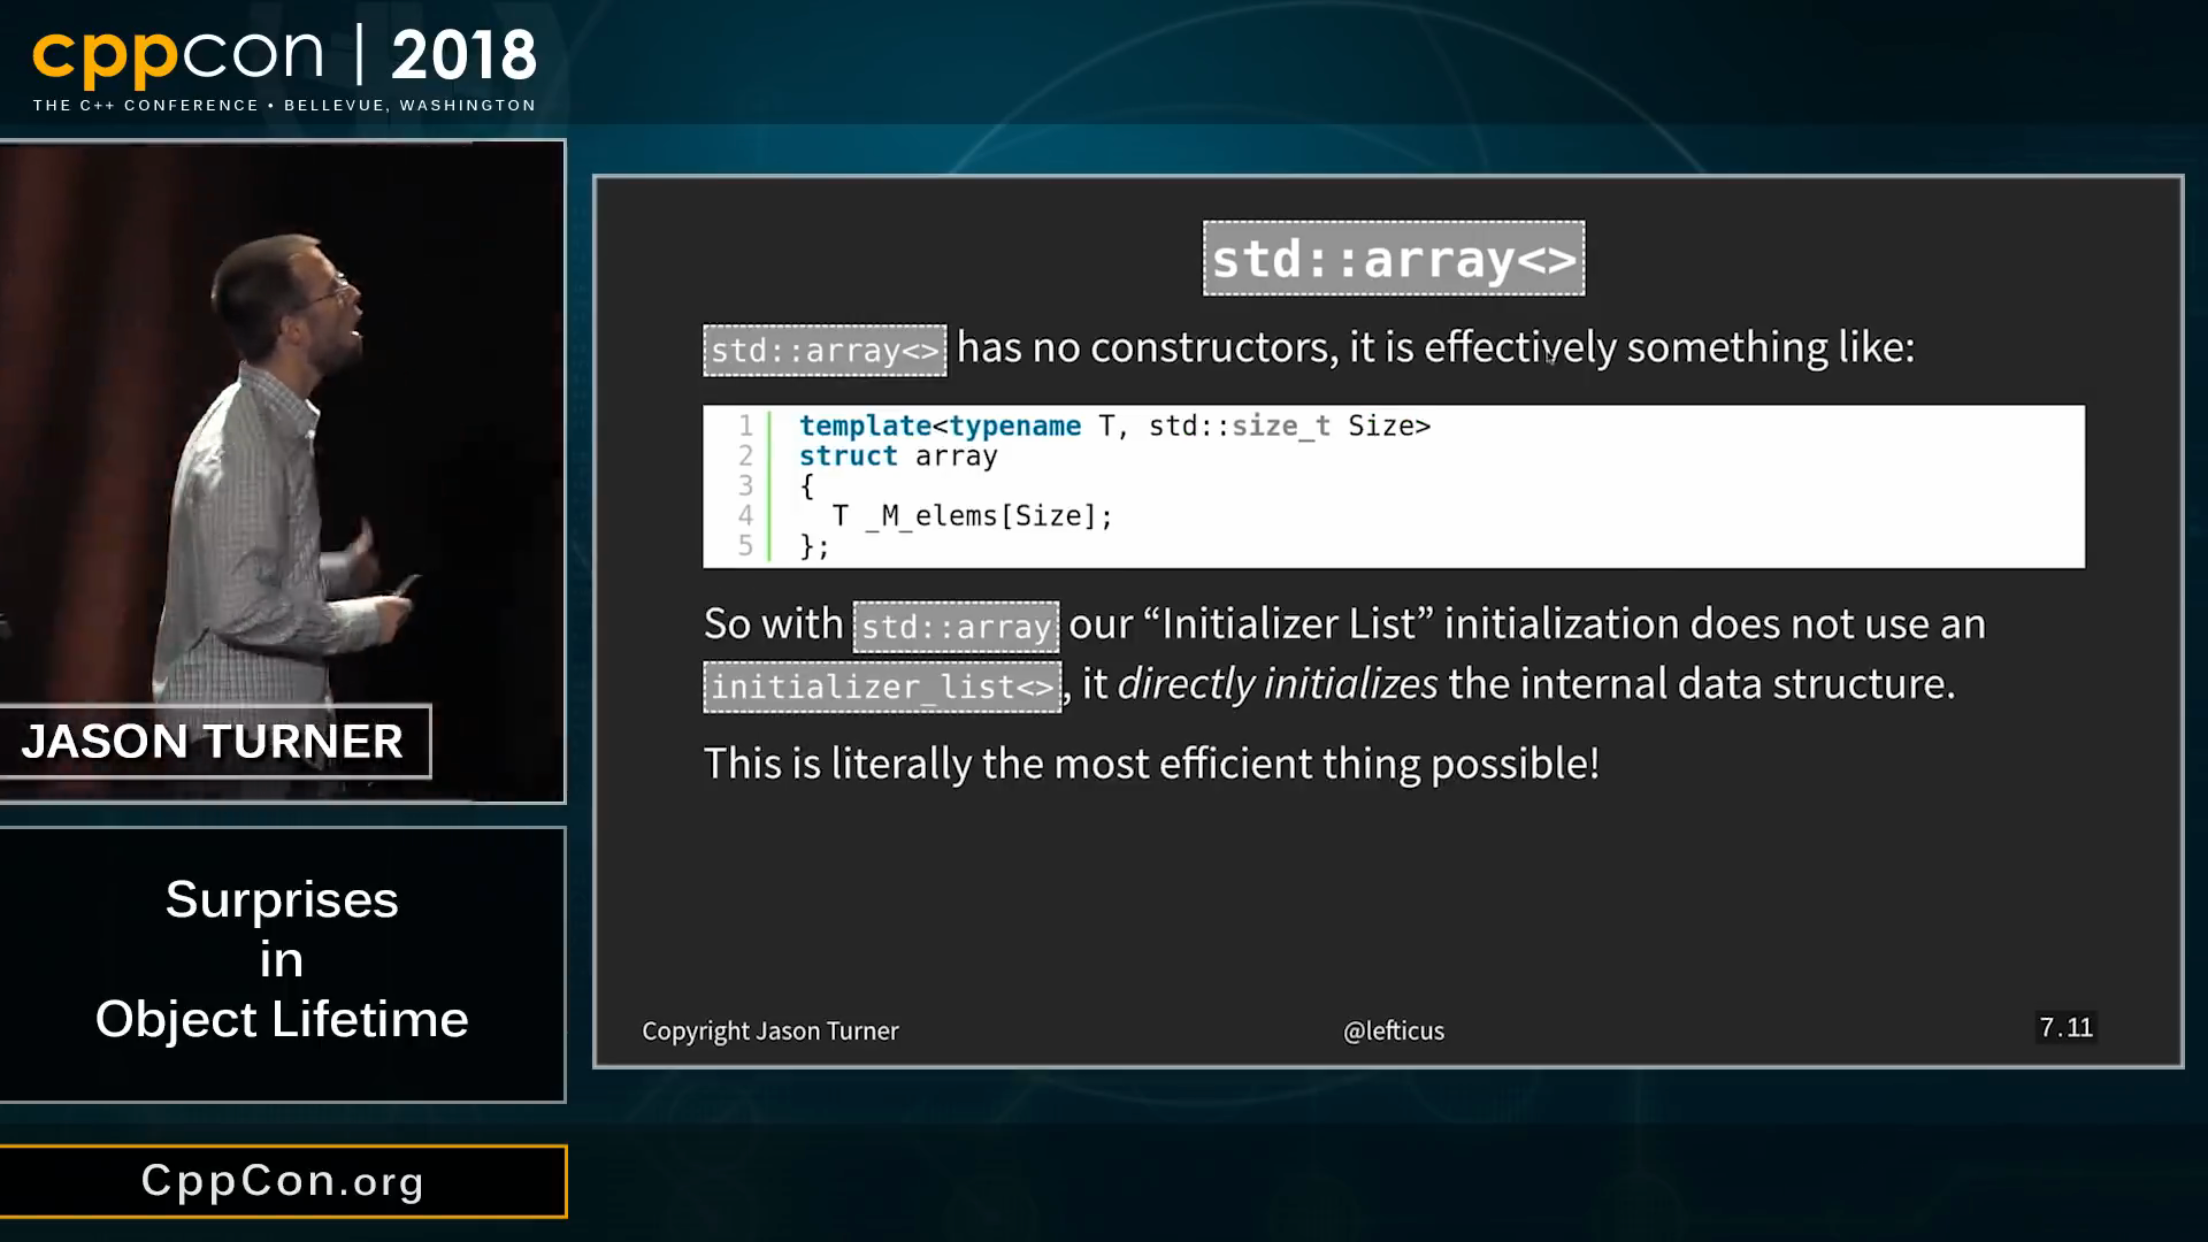 cppcon | 2018
THE C++ CONFERENCE • BELLEVUE, WASHINGTON
JASON TURNER
Surprises
in
Object Lifetime
CppCon.org
std::array<>
std::array<> has no constructors, it is effectively something like:
1 template<typename T, std::size_t Size>
2 struct array
3 {
4 T _M_elems[Size];
5 };
So with std::array our “Initializer List” initialization does not use an
initializer_list<>, it directly initializes the internal data structure.
This is literally the most efficient thing possible!
Copyright Jason Turner
@lefticus
7.11